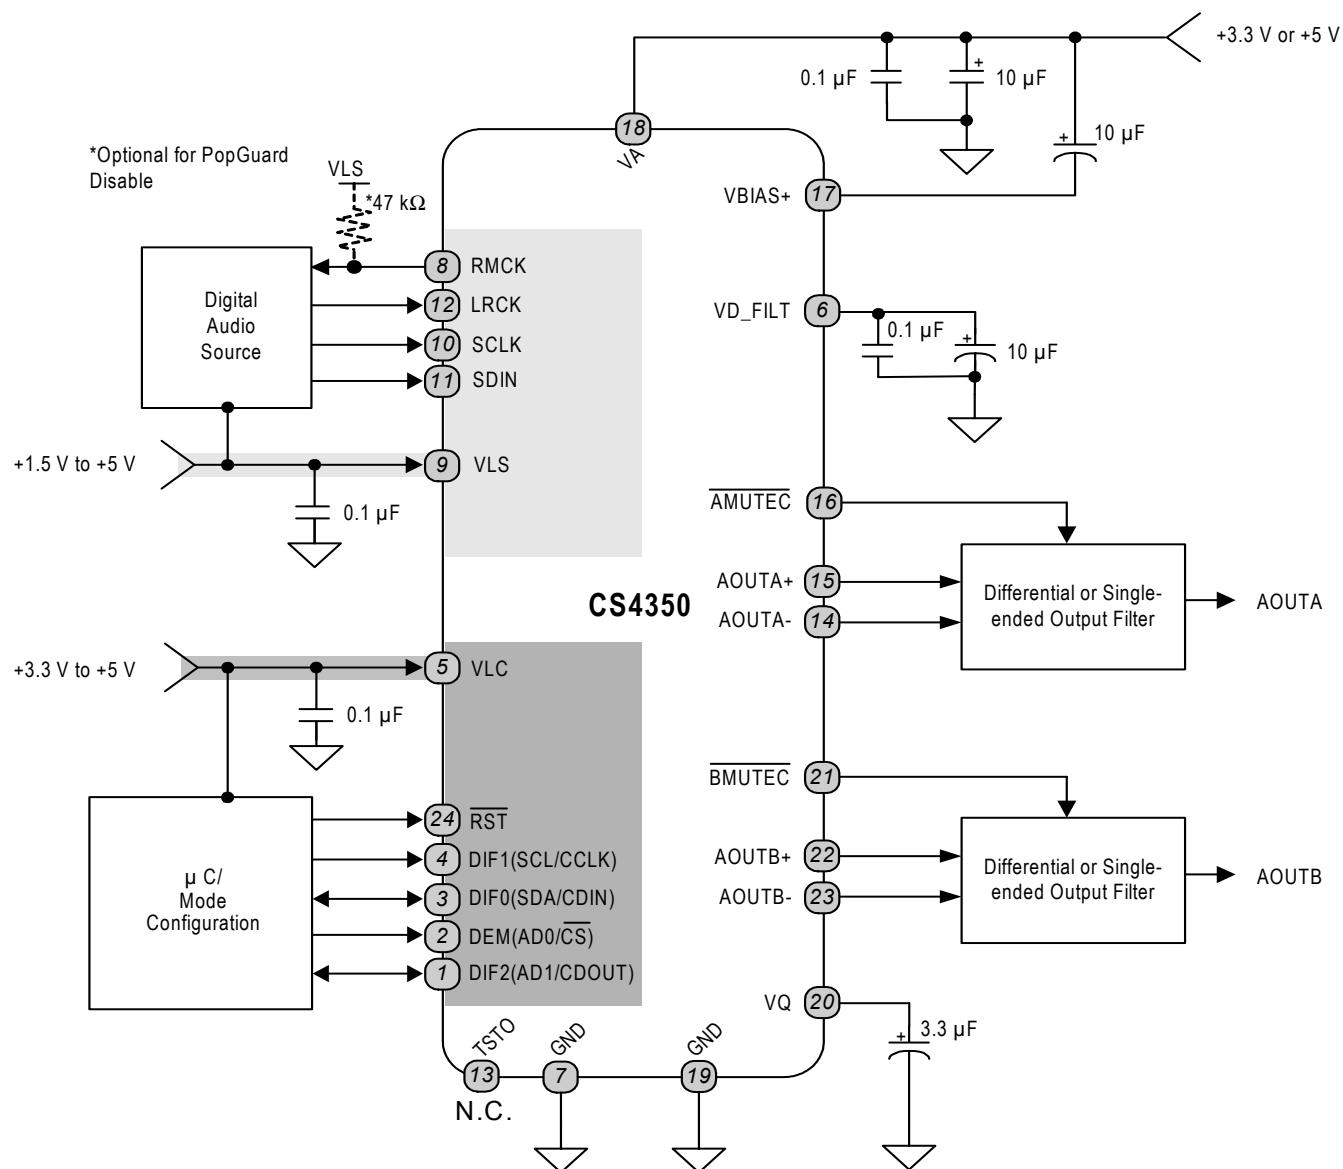 +3.3 V or +5 V
0.1 µF
+
10 µF
+
10 µF
18
VA
*Optional for PopGuard
Disable
VLS
*47 kΩ
VBIAS+
17
Digital
Audio
Source
8
RMCK
12
LRCK
10
SCLK
11
SDIN
VD_FILT
6
0.1 µF
+
10 µF
+1.5 V to +5 V
9
VLS
0.1 µF
AMUTEC
16
AOUTA+
15
AOUTA-
14
Differential or Single-
ended Output Filter
AOUTA
CS4350
+3.3 V to +5 V
5
VLC
0.1 µF
BMUTEC
21
AOUTB+
22
AOUTB-
23
Differential or Single-
ended Output Filter
AOUTB
µ C/
Mode
Configuration
24
RST
4
DIF1(SCL/CCLK)
3
DIF0(SDA/CDIN)
2
DEM(AD0/CS)
1
DIF2(AD1/CDOUT)
VQ
20
+
3.3 µF
TSTO
13
N.C.
GND
7
GND
19